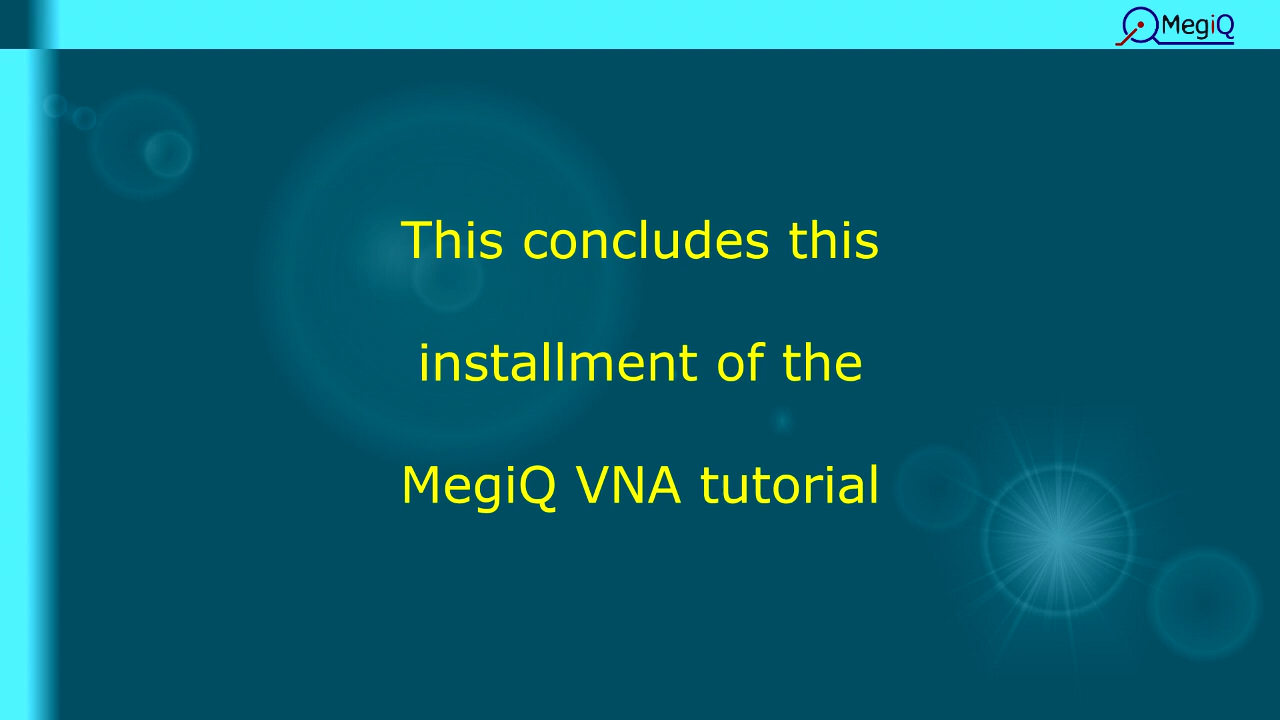 MegiQ
This concludes this
installment of the
MegiQ VNA tutorial